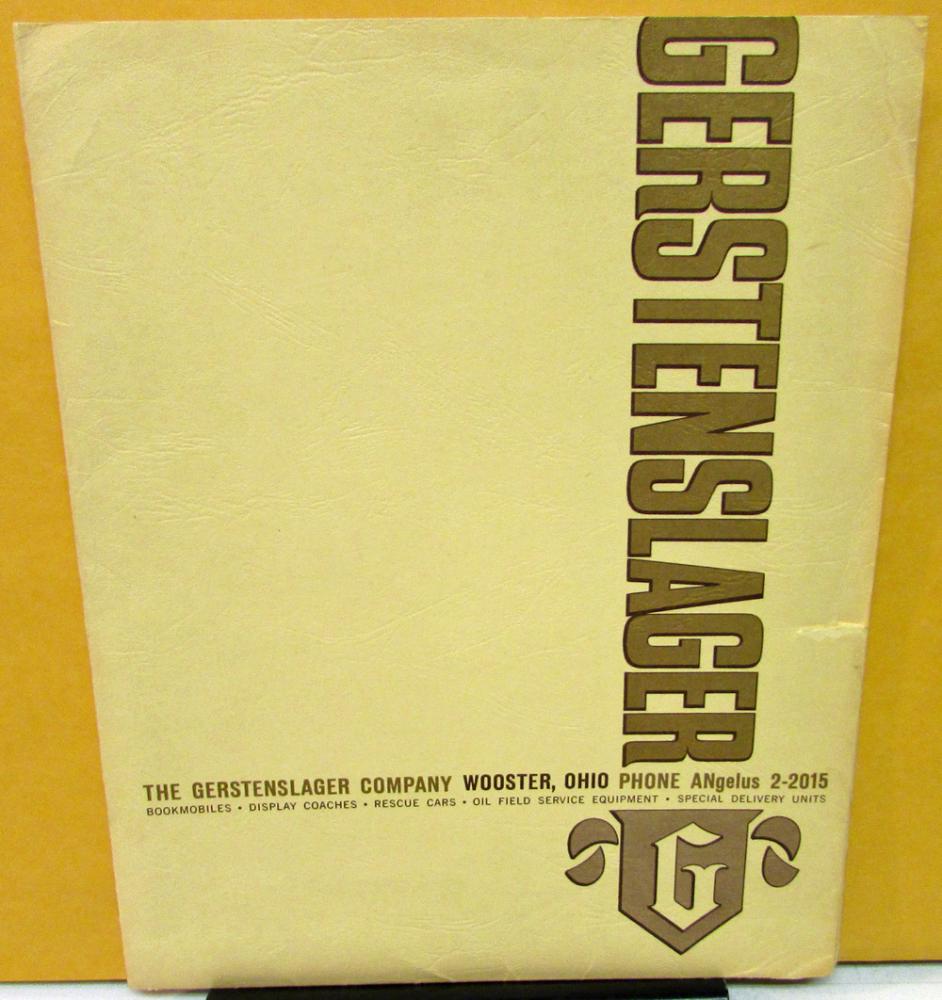 GERSTENSLAGER
THE GERSTENSLAGER COMPANY WOOSTER, OHIO PHONE ANgelus 2-2015
BOOKMOBILES • DISPLAY COACHES • RESCUE CARS • OIL FIELD SERVICE EQUIPMENT • SPECIAL DELIVERY UNITS
G